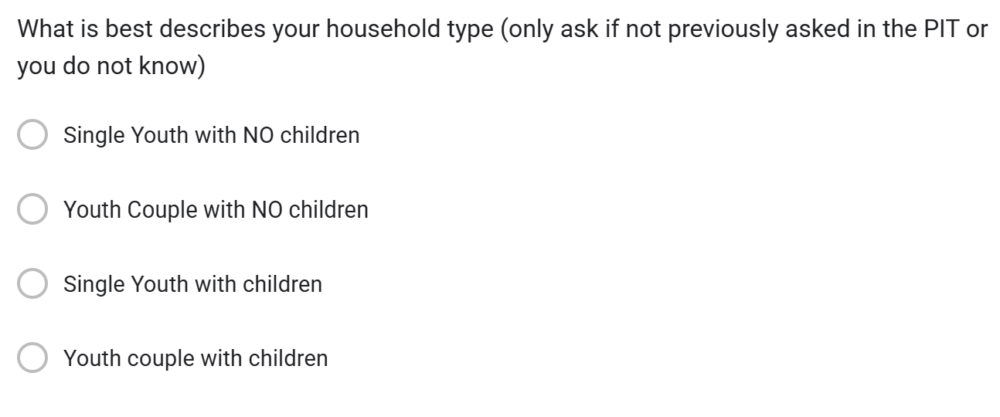 What is best describes your household type (only ask if not previously asked in the PIT or
you do not know)
Single Youth with NO children
Youth Couple with NO children
Single Youth with children
Youth couple with children